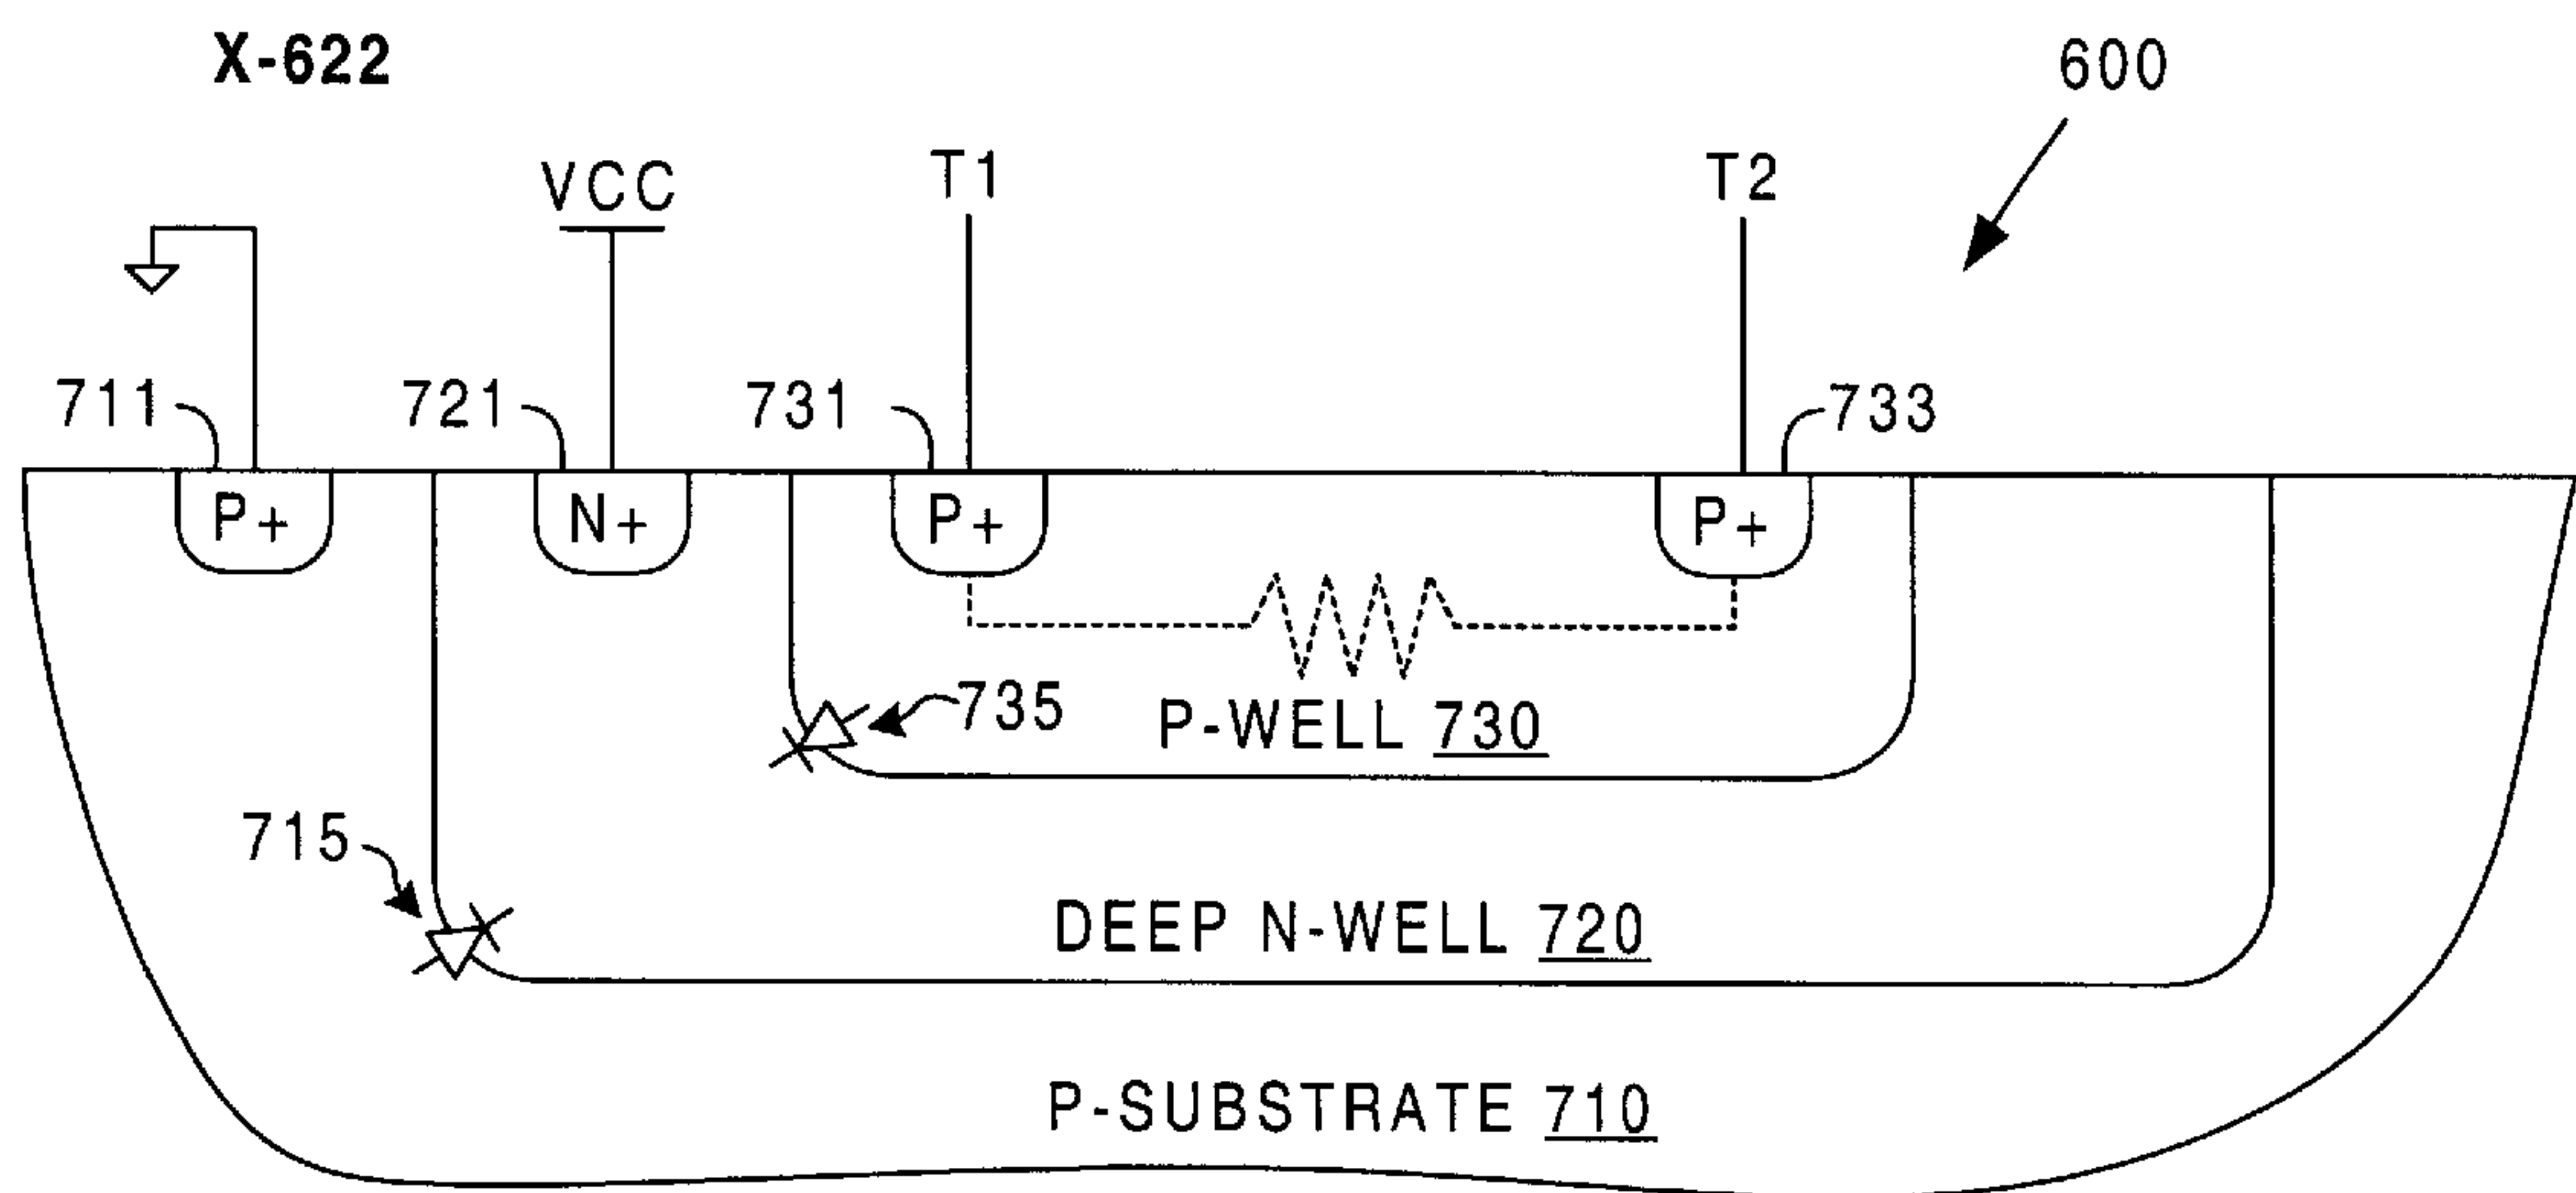 X-622
600
VCC
T1
T2
711
721
731
733
P+
N+
P+
P+
735
P-WELL 730
715
DEEP N-WELL 720
P-SUBSTRATE 710